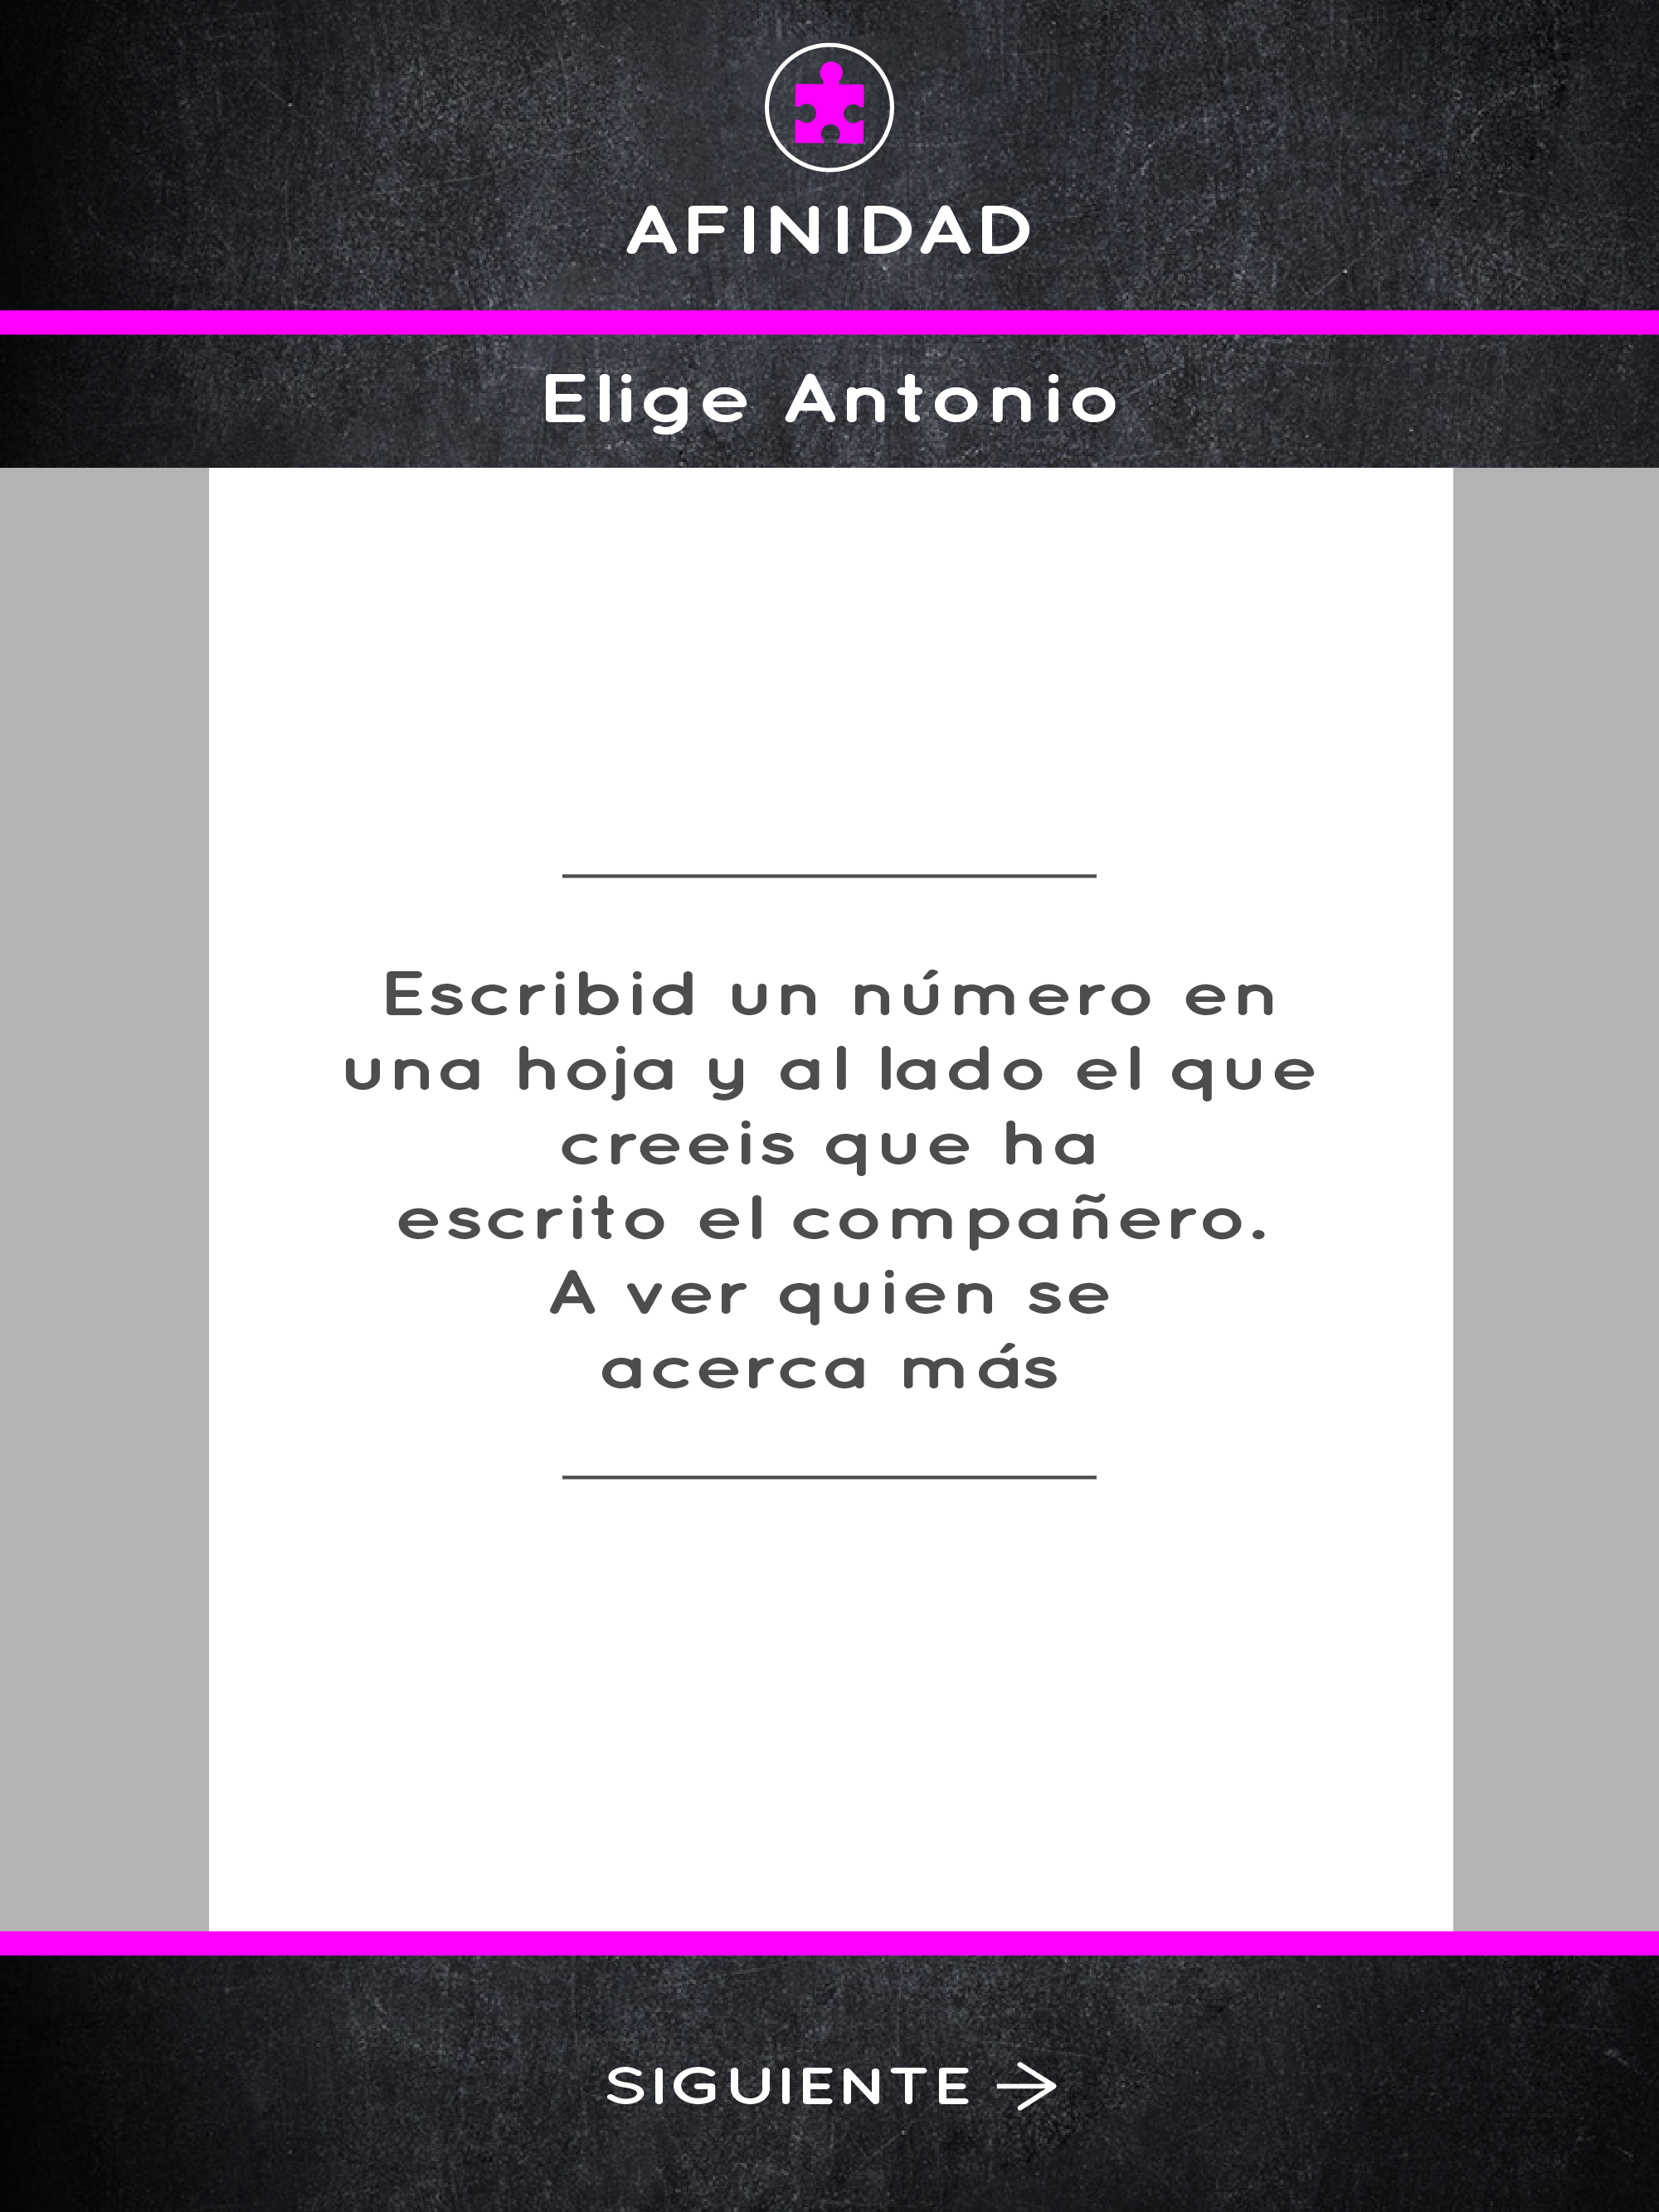 AFINIDAD
Elige Antonio
Escribid un número en
una hoja y al lado el que
creeis que ha
escrito el compañero.
A ver quien se
acerca más
SIGUIENTE